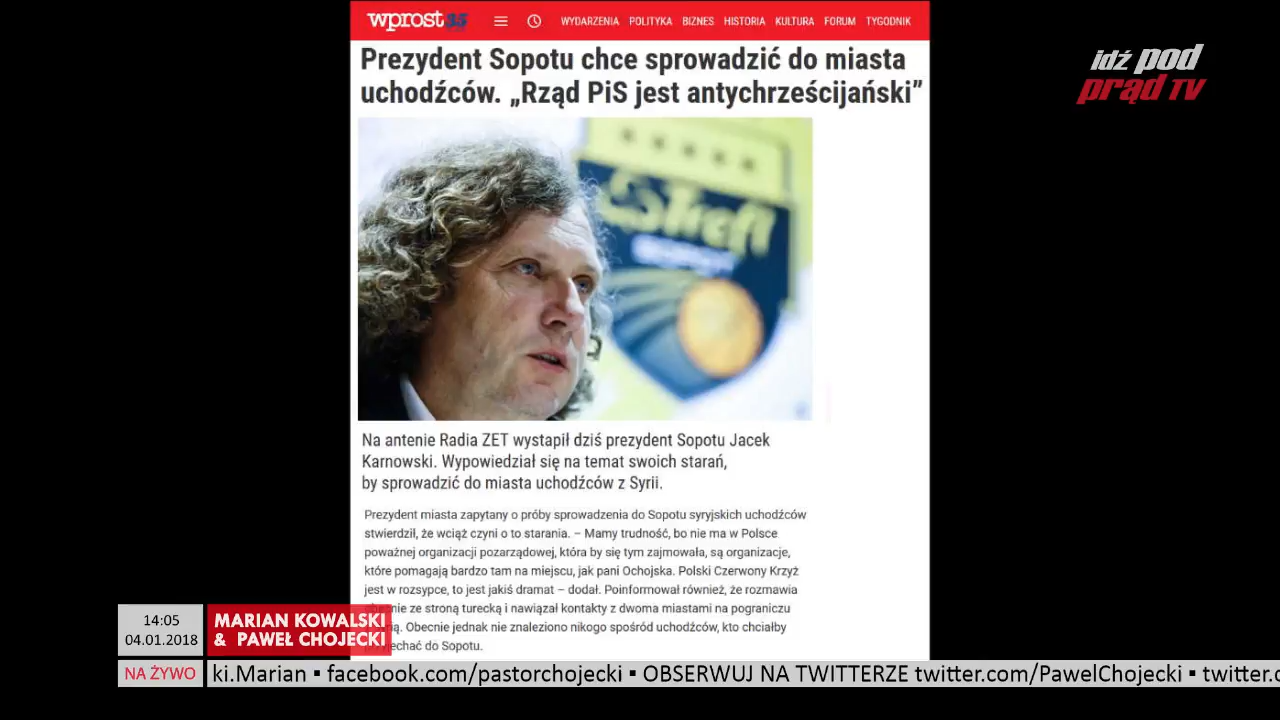 wprost 35 WYDARZENIA POLITYKA BIZNES HISTORIA KULTURA FORUM TYGODNIK
Prezydent Sopotu chce sprowadzić do miasta
uchodźców. „Rząd PiS jest antychrześcijański”
idź pod
prąd TV
Trefl
Na antenie Radia ZET wystąpił dziś prezydent Sopotu Jacek
Karnowski. Wypowiedział się na temat swoich starań,
by sprowadzić do miasta uchodźców z Syrii.
Prezydent miasta zapytany o próby sprowadzenia do Sopotu syryjskich uchodźców
stwierdził, że wciąż czyni o to starania. – Mamy trudność, bo nie ma w Polsce
poważnej organizacji pozarządowej, która by się tym zajmowała, są organizacje,
które pomagają bardzo tam na miejscu, jak pani Ochojska. Polski Czerwony Krzyż
jest w rozsypce, to jest jakiś dramat – dodał. Poinformował również, że rozmawia
obecnie ze stroną turecką i nawiązał kontakty z dwoma miastami na pograniczu
Obecnie jednak nie znaleziono nikogo spośród uchodźców, kto chciałby
przyjechać do Sopotu.
14:05
04.01.2018
MARIAN KOWALSKI
& PAWEŁ CHOJECKI
NA ŻYWO
ki.Marian ▪ facebook.com/pastorchojecki ▪ OBSERWUJ NA TWITTERZE twitter.com/PawelChojecki ▪ twitter.c